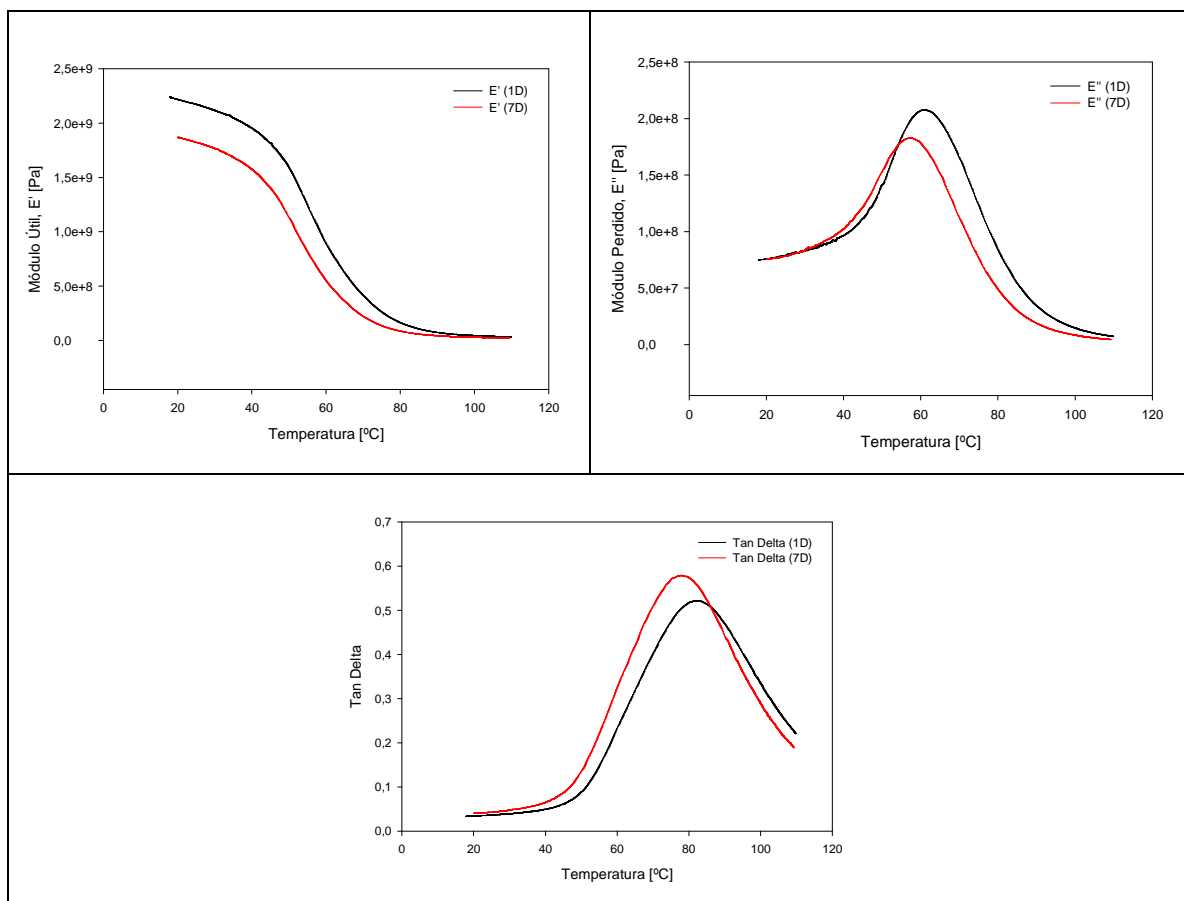 2,5e+9
2,0e+9
1,5e+9
1,0e+9
5,0e+8
0,0
Módulo Útil, E' [Pa]
E' (1D)
E' (7D)
0 20 40 60 80 100 120
Temperatura [ºC]
2,5e+8
2,0e+8
1,5e+8
1,0e+8
5,0e+7
0,0
Módulo Perdido, E'' [Pa]
E'' (1D)
E'' (7D)
0 20 40 60 80 100 120
Temperatura [ºC]
0,7
0,6
0,5
0,4
0,3
0,2
0,1
0,0
Tan Delta
Tan Delta (1D)
Tan Delta (7D)
0 20 40 60 80 100 120
Temperatura [ºC]